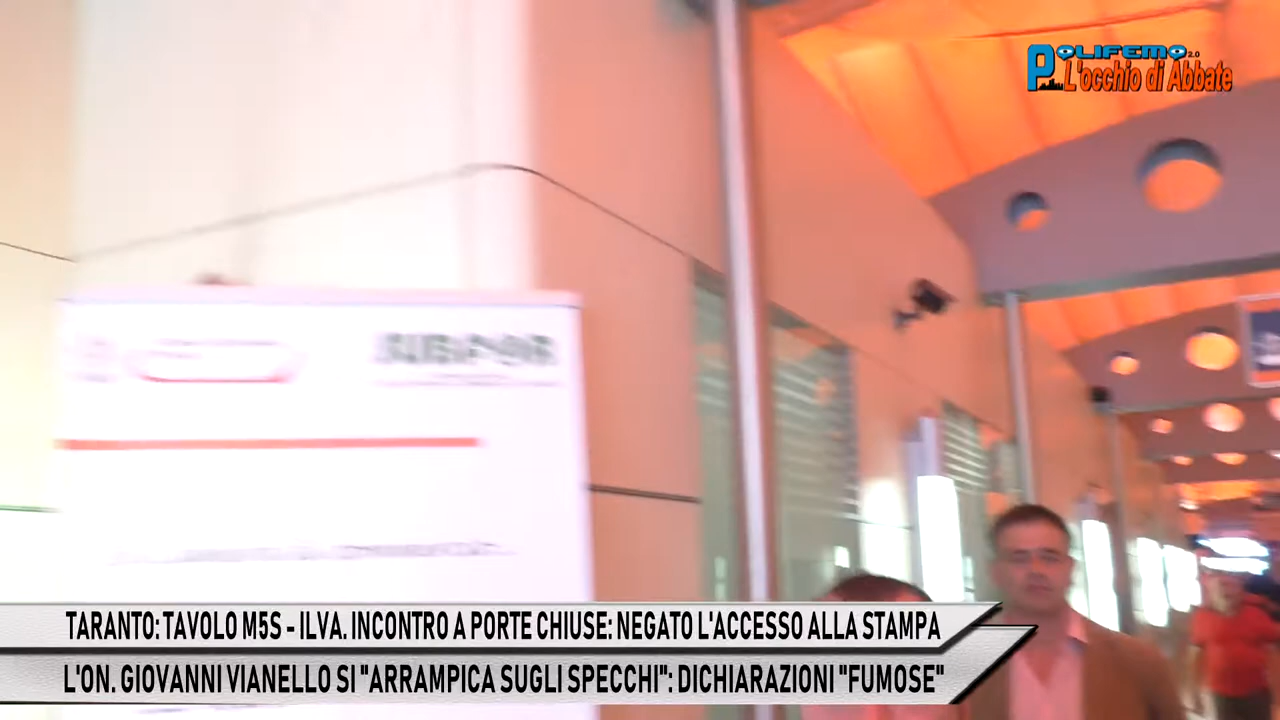 POLIFEMO 2.0
L'occhio di Abbate
TARANTO: TAVOLO M5S - ILVA. INCONTRO A PORTE CHIUSE: NEGATO L'ACCESSO ALLA STAMPA
L'ON. GIOVANNI VIANELLO SI "ARRAMPICA SUGLI SPECCHI": DICHIARAZIONI "FUMOSE"